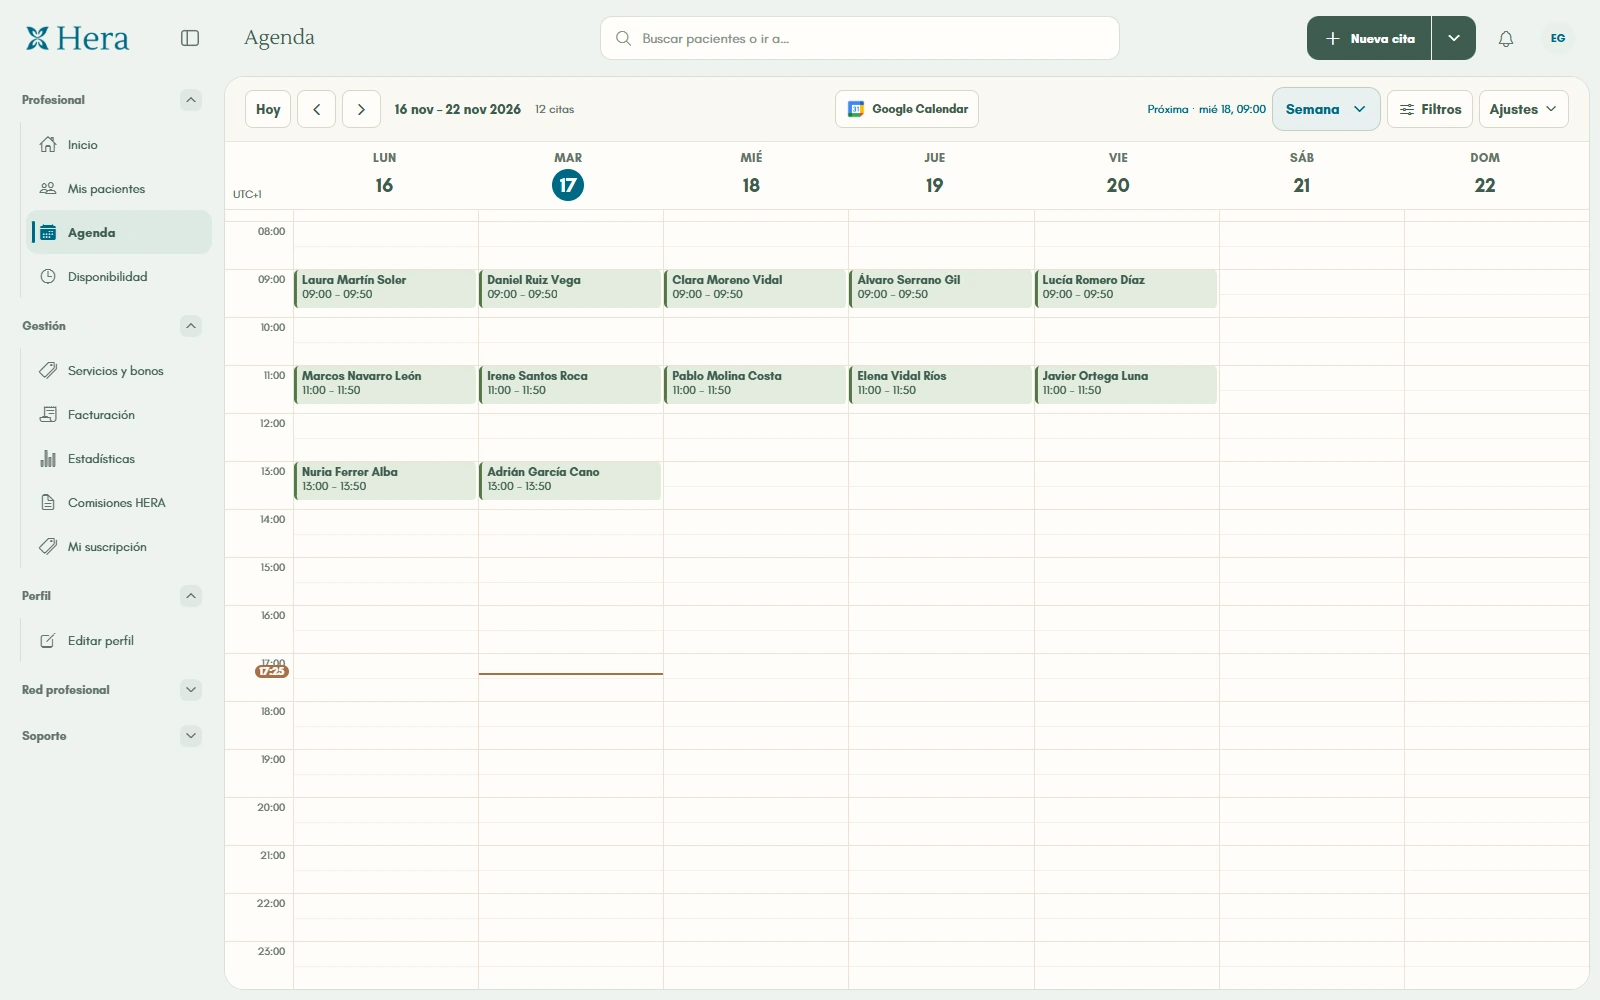 Hera
Agenda
Buscar pacientes o ir a...
Nueva cita
EG
Profesional
Inicio
Mis pacientes
Agenda
Disponibilidad
Gestión
Servicios y bonos
Facturación
Estadísticas
Comisiones HERA
Mi suscripción
Perfil
Editar perfil
Red profesional
Soporte
Hoy
16 nov – 22 nov 2026
12 citas
31
Google Calendar
Próxima · mié 18, 09:00
Semana
Filtros
Ajustes
UTC+1
LUN
16
MAR
17
MIÉ
18
JUE
19
VIE
20
SÁB
21
DOM
22
08:00
09:00
Laura Martín Soler
09:00 – 09:50
Daniel Ruiz Vega
09:00 – 09:50
Clara Moreno Vidal
09:00 – 09:50
Álvaro Serrano Gil
09:00 – 09:50
Lucía Romero Díaz
09:00 – 09:50
10:00
11:00
Marcos Navarro León
11:00 – 11:50
Irene Santos Roca
11:00 – 11:50
Pablo Molina Costa
11:00 – 11:50
Elena Vidal Ríos
11:00 – 11:50
Javier Ortega Luna
11:00 – 11:50
12:00
13:00
Nuria Ferrer Alba
13:00 – 13:50
Adrián García Cano
13:00 – 13:50
14:00
15:00
16:00
17:00
17:25
18:00
19:00
20:00
21:00
22:00
23:00